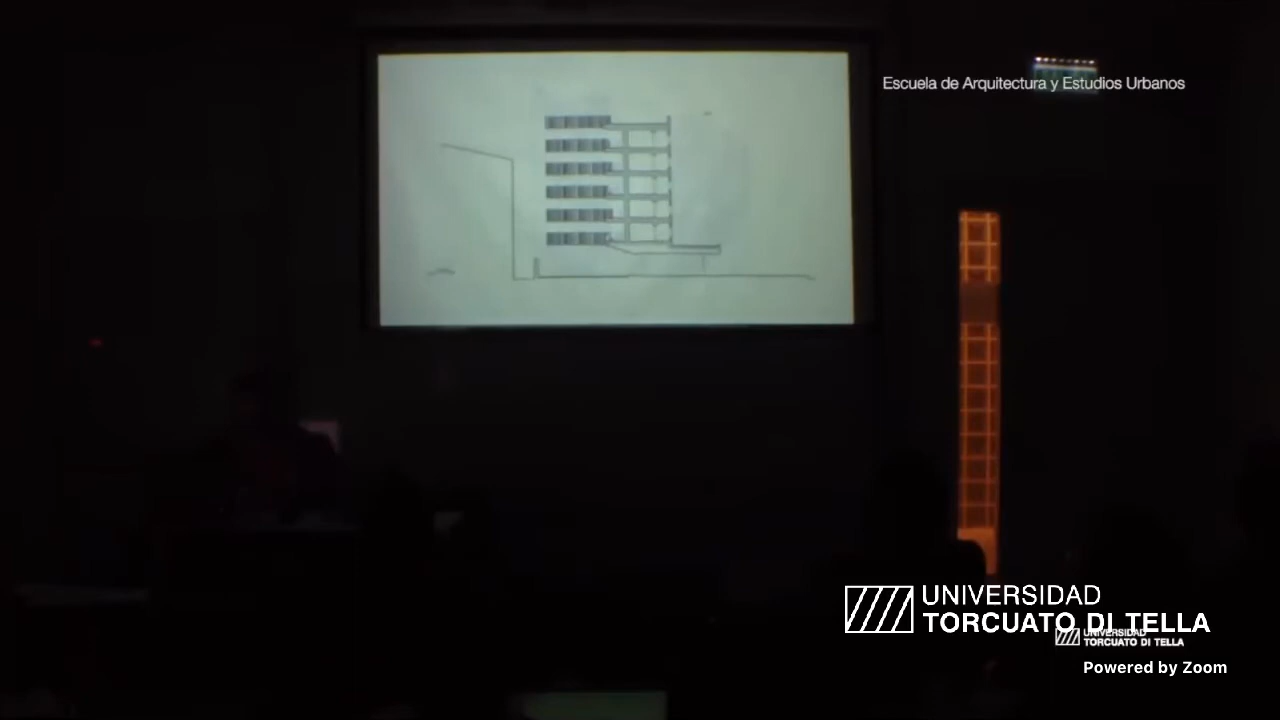 Escuela de Arquitectura y Estudios Urbanos
UNIVERSIDAD
TORCUATO DI TELLA
UNIVERSIDAD
TORCUATO DI TELLA
Powered by Zoom